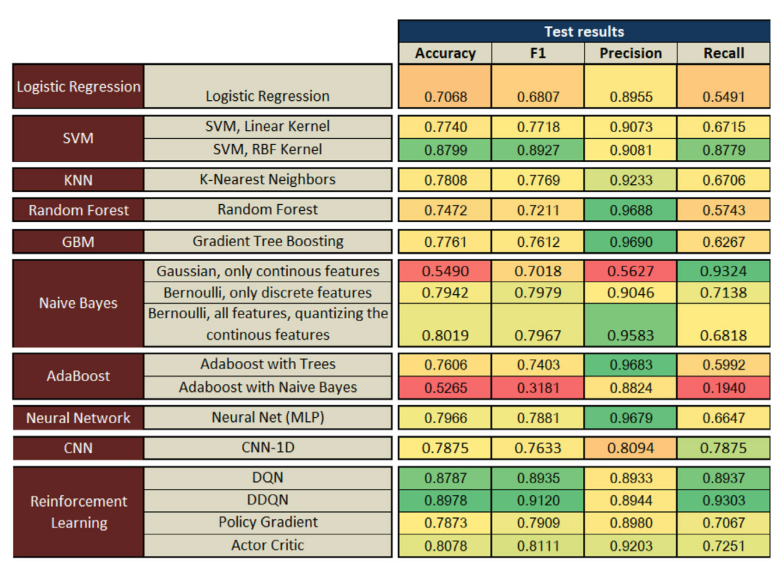 Test results
Accuracy F1 Precision Recall
Logistic Regression Logistic Regression 0.7068 0.6807 0.8955 0.5491
SVM
SVM, Linear Kernel 0.7740 0.7718 0.9073 0.6715
SVM, RBF Kernel 0.8799 0.8927 0.9081 0.8779
KNN K-Nearest Neighbors 0.7808 0.7769 0.9233 0.6706
Random Forest Random Forest 0.7472 0.7211 0.9688 0.5743
GBM Gradient Tree Boosting 0.7761 0.7612 0.9690 0.6267
Naive Bayes
Gaussian, only continous features 0.5490 0.7018 0.5627 0.9324
Bernoulli, only discrete features 0.7942 0.7979 0.9046 0.7138
Bernoulli, all features, quantizing the
continous features 0.8019 0.7967 0.9583 0.6818
AdaBoost
Adaboost with Trees 0.7606 0.7403 0.9683 0.5992
Adaboost with Naive Bayes 0.5265 0.3181 0.8824 0.1940
Neural Network Neural Net (MLP) 0.7966 0.7881 0.9679 0.6647
CNN CNN-1D 0.7875 0.7633 0.8094 0.7875
Reinforcement
Learning
DQN 0.8787 0.8935 0.8933 0.8937
DDQN 0.8978 0.9120 0.8944 0.9303
Policy Gradient 0.7873 0.7909 0.8980 0.7067
Actor Critic 0.8078 0.8111 0.9203 0.7251